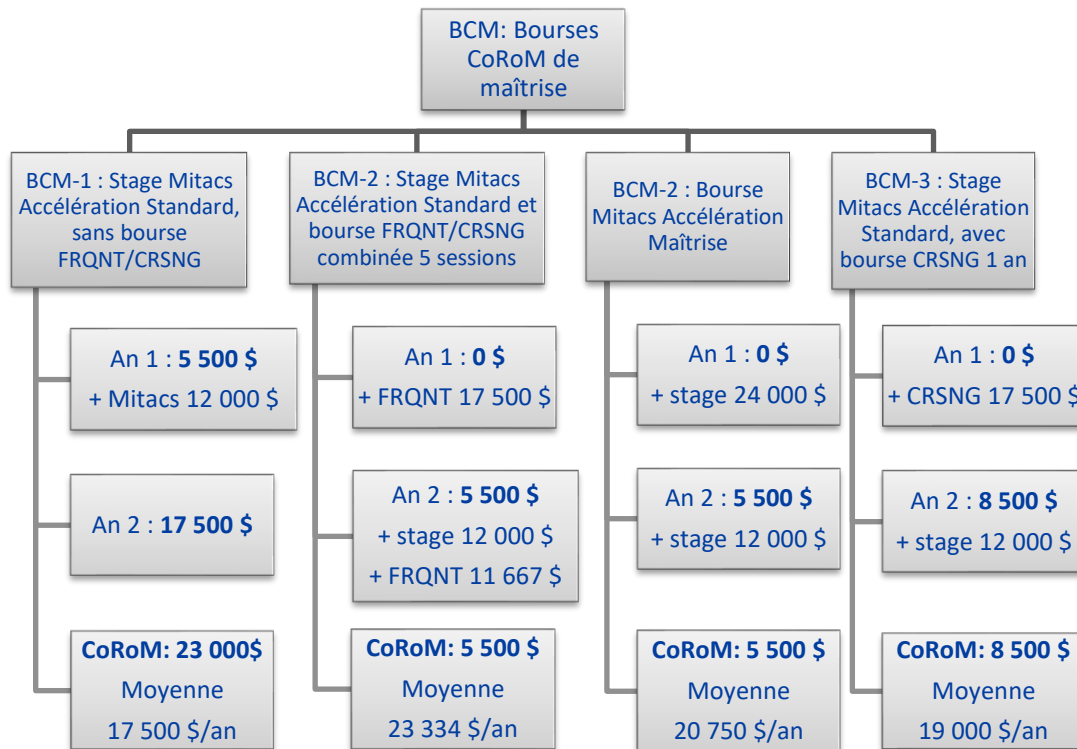 BCM: Bourses
CoRoM de
maîtrise
BCM-1 : Stage Mitacs
Accélération Standard,
sans bourse
FRQNT/CRSNG
An 1 : 5 500 $
+ Mitacs 12 000 $
An 2 : 17 500 $
CoRoM: 23 000$
Moyenne
17 500 $/an
BCM-2 : Stage Mitacs
Accélération Standard et
bourse FRQNT/CRSNG
combinée 5 sessions
An 1 : 0 $
+ FRQNT 17 500 $
An 2 : 5 500 $
+ stage 12 000 $
+ FRQNT 11 667 $
CoRoM: 5 500 $
Moyenne
23 334 $/an
BCM-2 : Bourse
Mitacs Accélération
Maîtrise
An 1 : 0 $
+ stage 24 000 $
An 2 : 5 500 $
+ stage 12 000 $
CoRoM: 5 500 $
Moyenne
20 750 $/an
BCM-3 : Stage
Mitacs Accélération
Standard, avec
bourse CRSNG 1 an
An 1 : 0 $
+ CRSNG 17 500 $
An 2 : 8 500 $
+ stage 12 000 $
CoRoM: 8 500 $
Moyenne
19 000 $/an